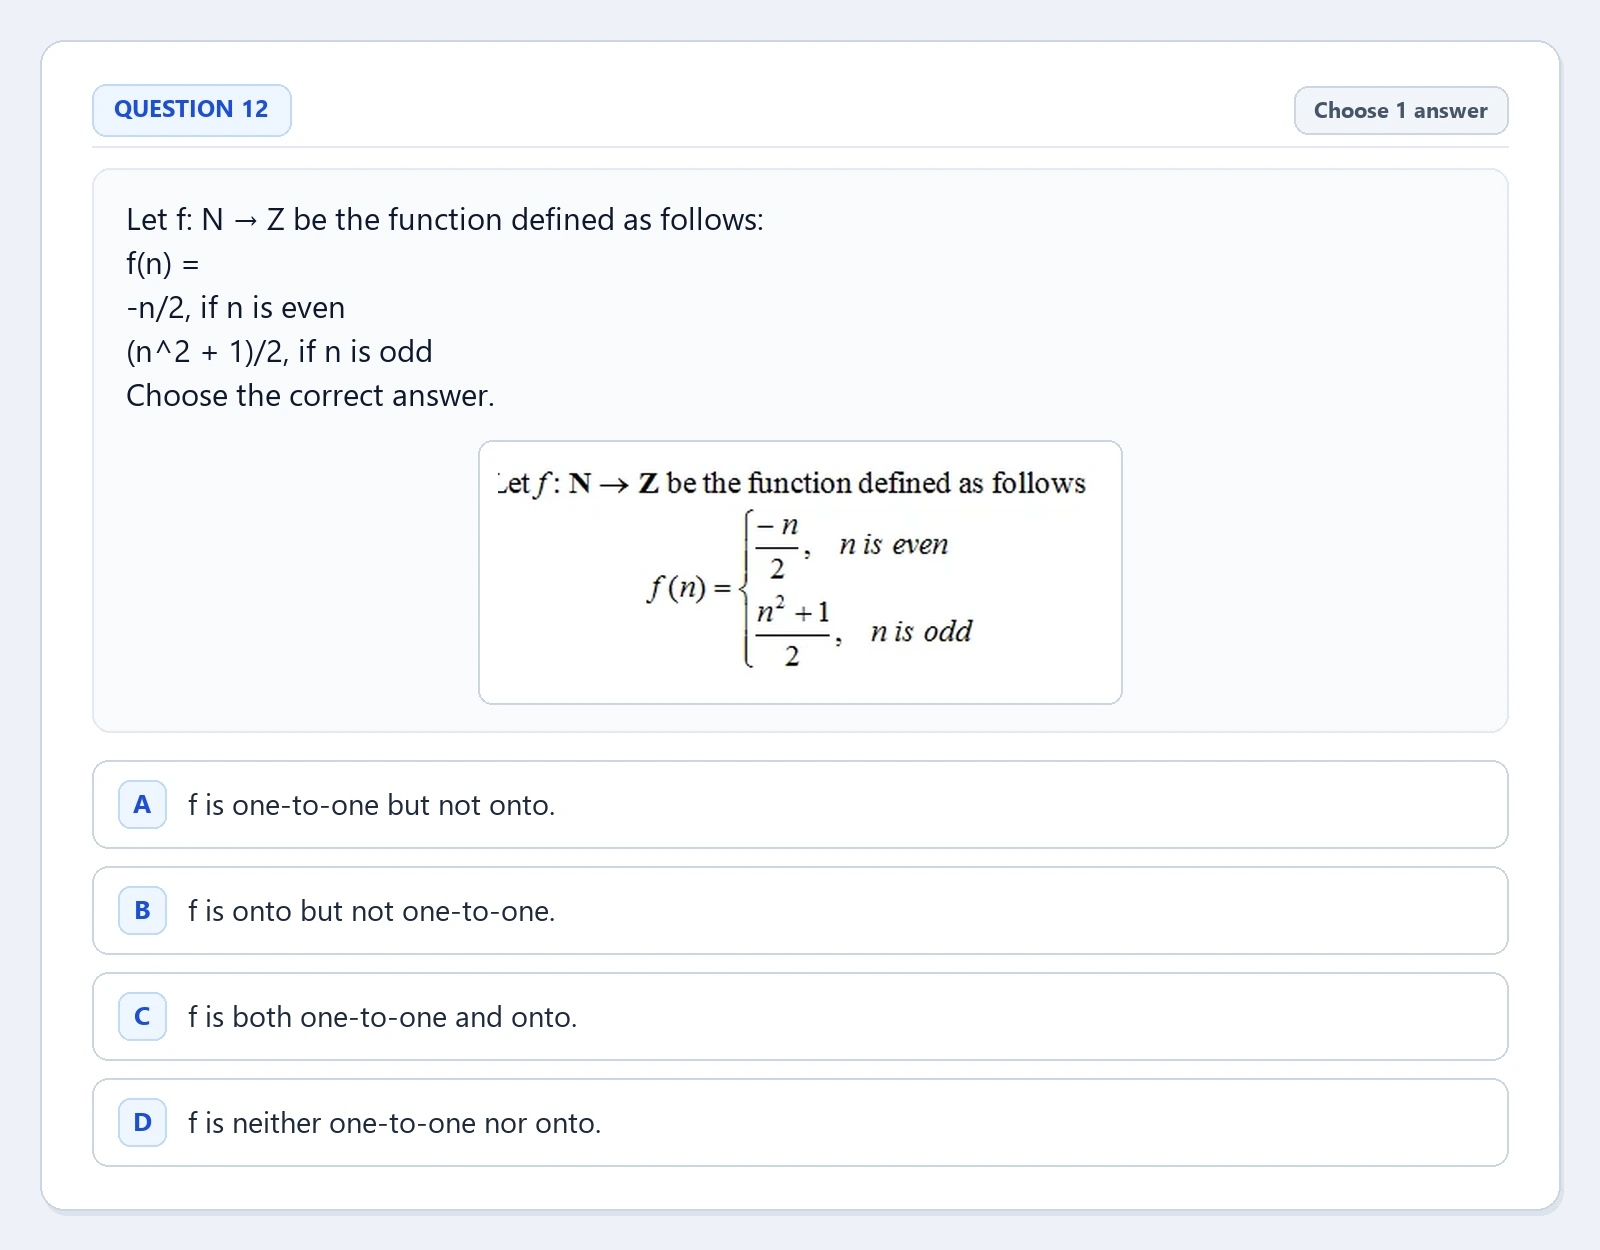 QUESTION 12
Choose 1 answer
Let f: N → Z be the function defined as follows:
f(n) =
-n/2, if n is even
(n^2 + 1)/2, if n is odd
Choose the correct answer.
Let f : N → Z be the function defined as follows
f(n) = { -n/2, n is even
(n² + 1)/2, n is odd
A f is one-to-one but not onto.
B f is onto but not one-to-one.
C f is both one-to-one and onto.
D f is neither one-to-one nor onto.